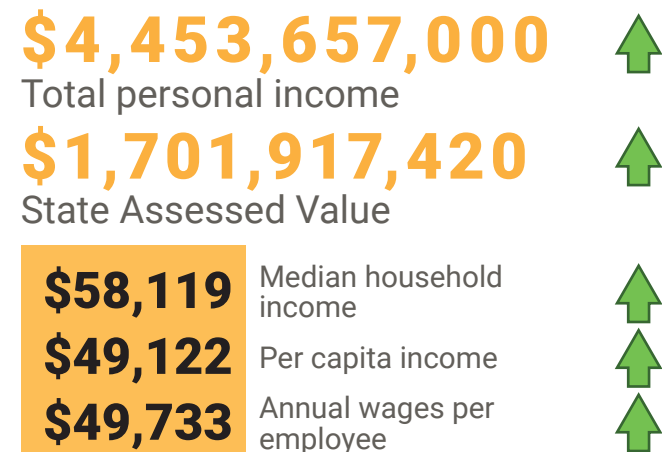 $4,453,657,000
Total personal income
$1,701,917,420
State Assessed Value
$58,119 Median household
income
$49,122 Per capita income
$49,733 Annual wages per
employee